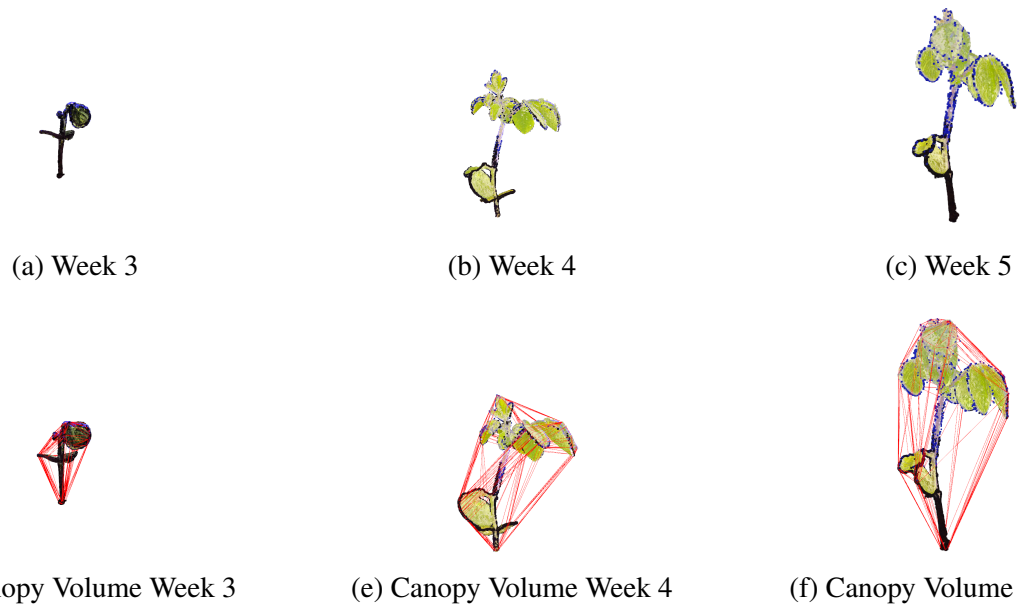 (a) Week 3
(b) Week 4
(c) Week 5
opy Volume Week 3
(e) Canopy Volume Week 4
(f) Canopy Volume